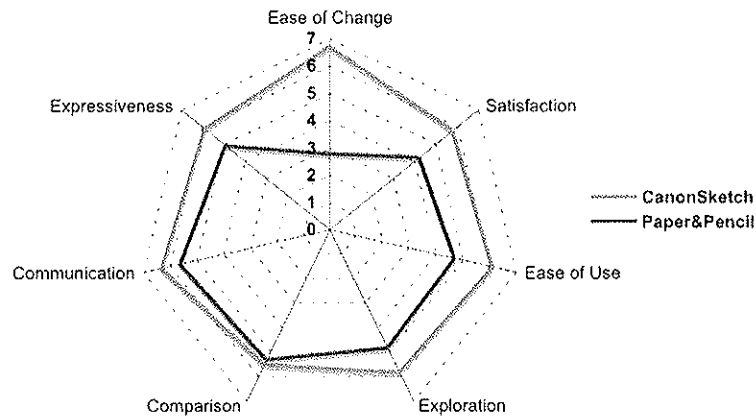 Ease of Change
7
6
5
4
3
2
1
0
Expressiveness
Satisfaction
CanonSketch
Paper&Pencil
Communication
Ease of Use
Comparison
Exploration